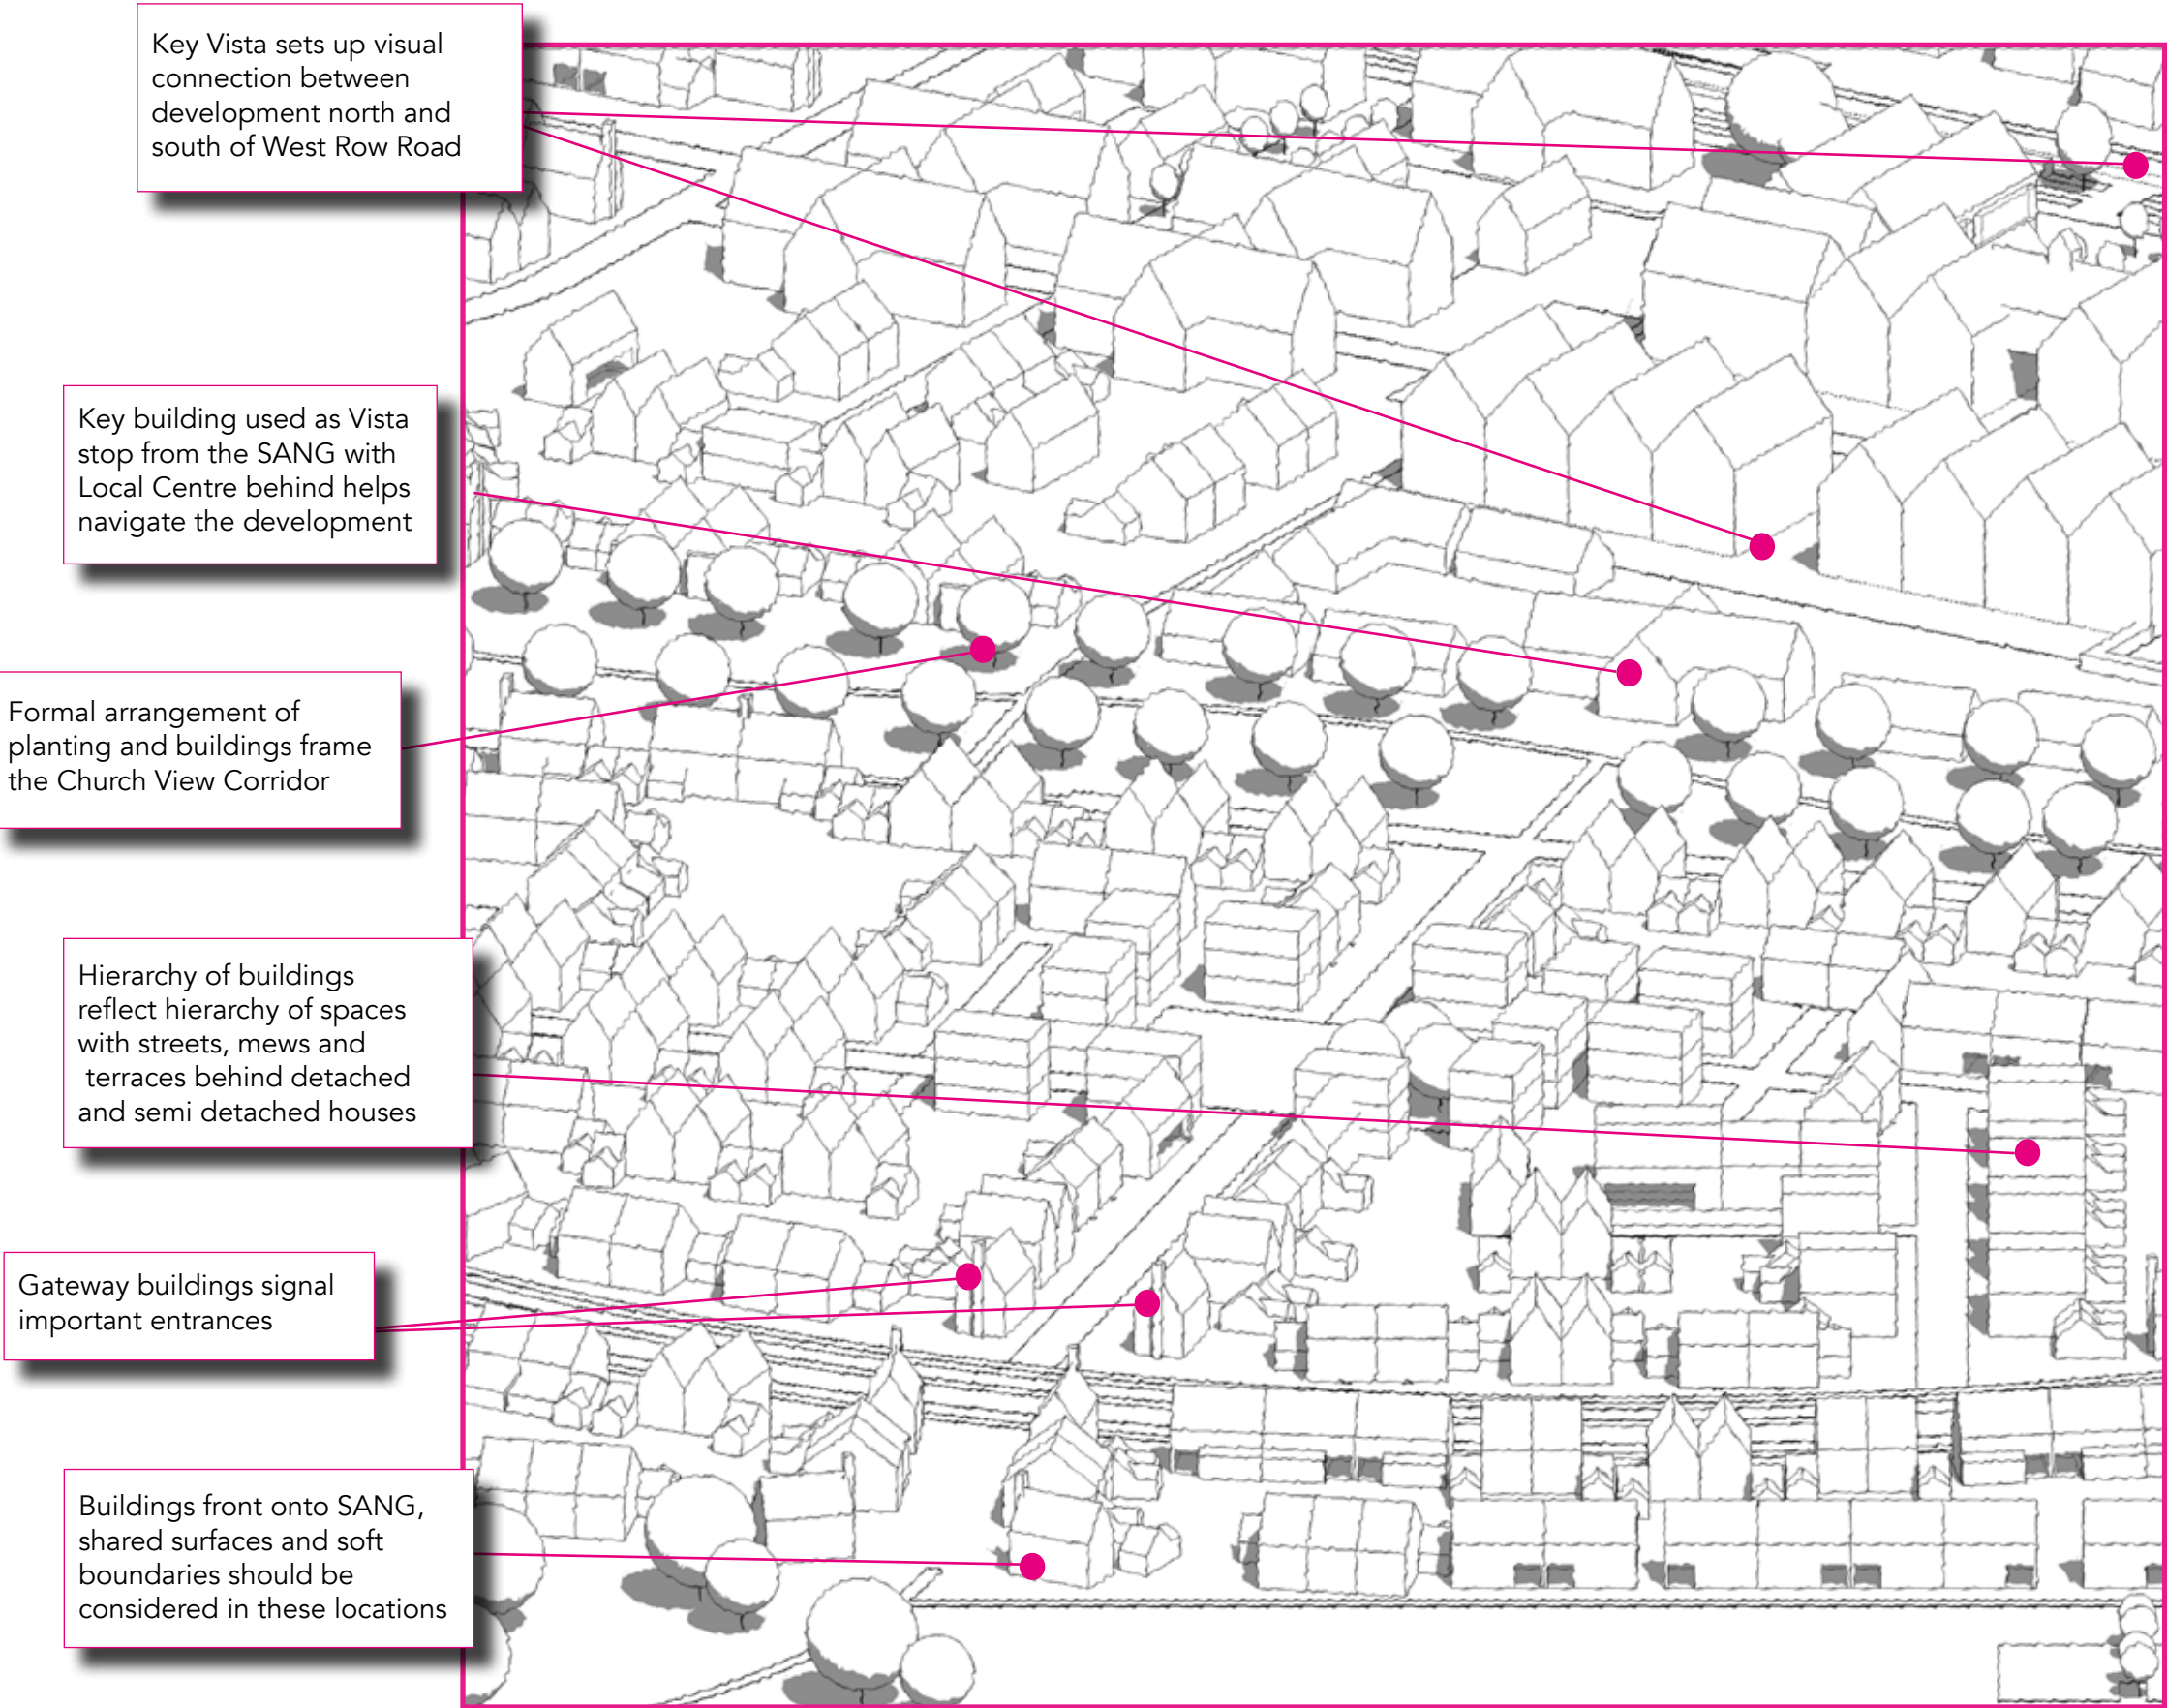 Key Vista sets up visual
connection between
development north and
south of West Row Road
Key building used as Vista
stop from the SANG with
Local Centre behind helps
navigate the development
Formal arrangement of
planting and buildings frame
the Church View Corridor
Hierarchy of buildings
reflect hierarchy of spaces
with streets, mews and
terraces behind detached
and semi detached houses
Gateway buildings signal
important entrances
Buildings front onto SANG,
shared surfaces and soft
boundaries should be
considered in these locations